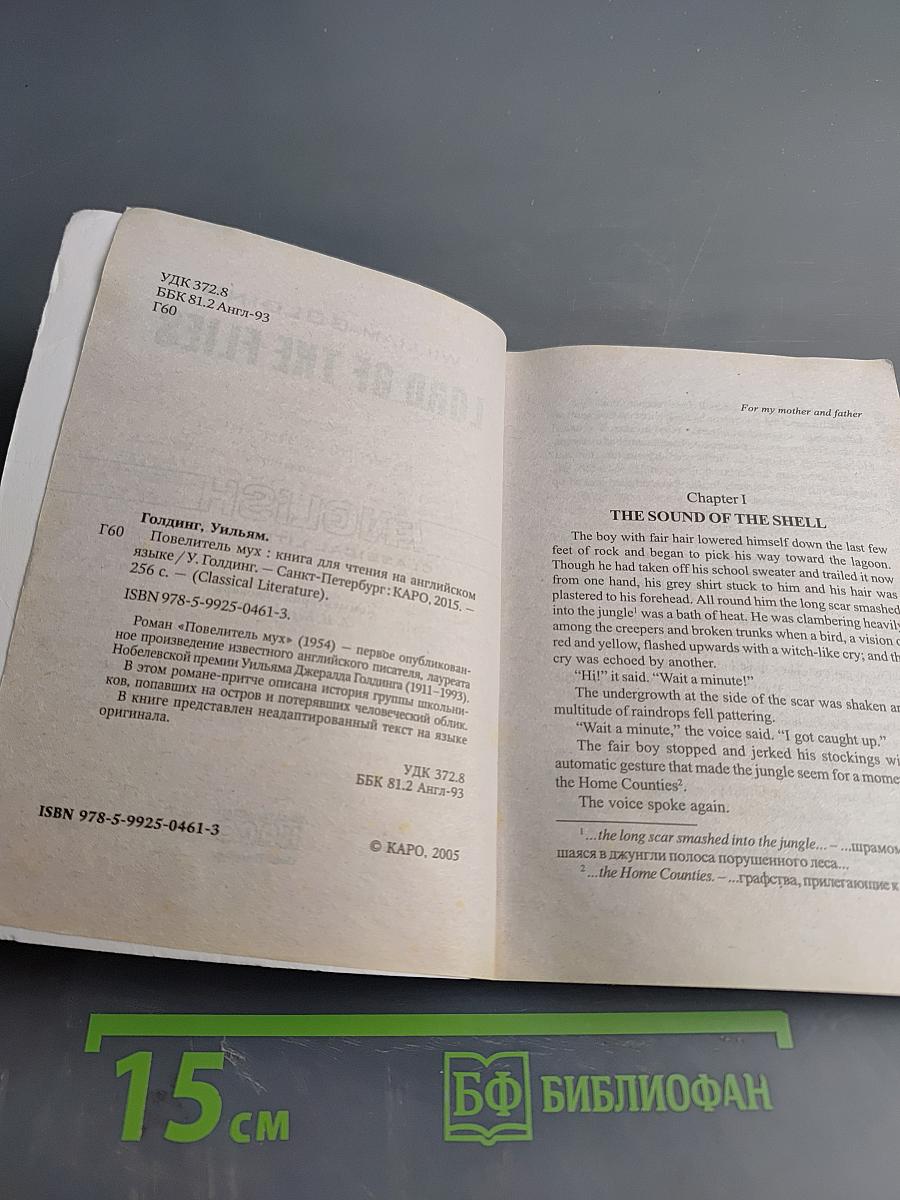 УДК 372.8
ББК 81.2 Англ-93
Г60
Голдинг, Уильям.
Г60 Повелитель мух : книга для чтения на английском
языке / У. Голдинг. — Санкт-Петербург : КАРО, 2015. —
256 с. — (Classical Literature).
ISBN 978-5-9925-0461-3.
Роман «Повелитель мух» (1954) — первое опубликован-
ное произведение известного английского писателя, лауреата
Нобелевской премии Уильяма Джералда Голдинга (1911–1993).
В этом романе-притче описана история группы школьни-
ков, попавших на остров и потерявших человеческий облик.
В книге представлен неадаптированный текст на языке
оригинала.
УДК 372.8
ББК 81.2 Англ-93
ISBN 978-5-9925-0461-3
© КАРО, 2005
For my mother and father
Chapter I
THE SOUND OF THE SHELL
The boy with fair hair lowered himself down the last few
feet of rock and began to pick his way toward the lagoon.
Though he had taken off his school sweater and trailed it now
from one hand, his grey shirt stuck to him and his hair was
plastered to his forehead. All round him the long scar smashed
into the jungle¹ was a bath of heat. He was clambering heavily
among the creepers and broken trunks when a bird, a vision
red and yellow, flashed upwards with a witch-like cry; and
cry was echoed by another.
“Hi!” it said. “Wait a minute!”
The undergrowth at the side of the scar was shaken
multitude of raindrops fell pattering.
“Wait a minute,” the voice said. “I got caught up.”
The fair boy stopped and jerked his stockings
automatic gesture that made the jungle seem for a
the Home Counties².
The voice spoke again.
¹ ...the long scar smashed into the jungle... – ...шрамом
шаяся в джунгли полоса порушенного леса...
² ...the Home Counties. – ...графства, прилегающие к
15 см
БФ БИБЛИОФАН